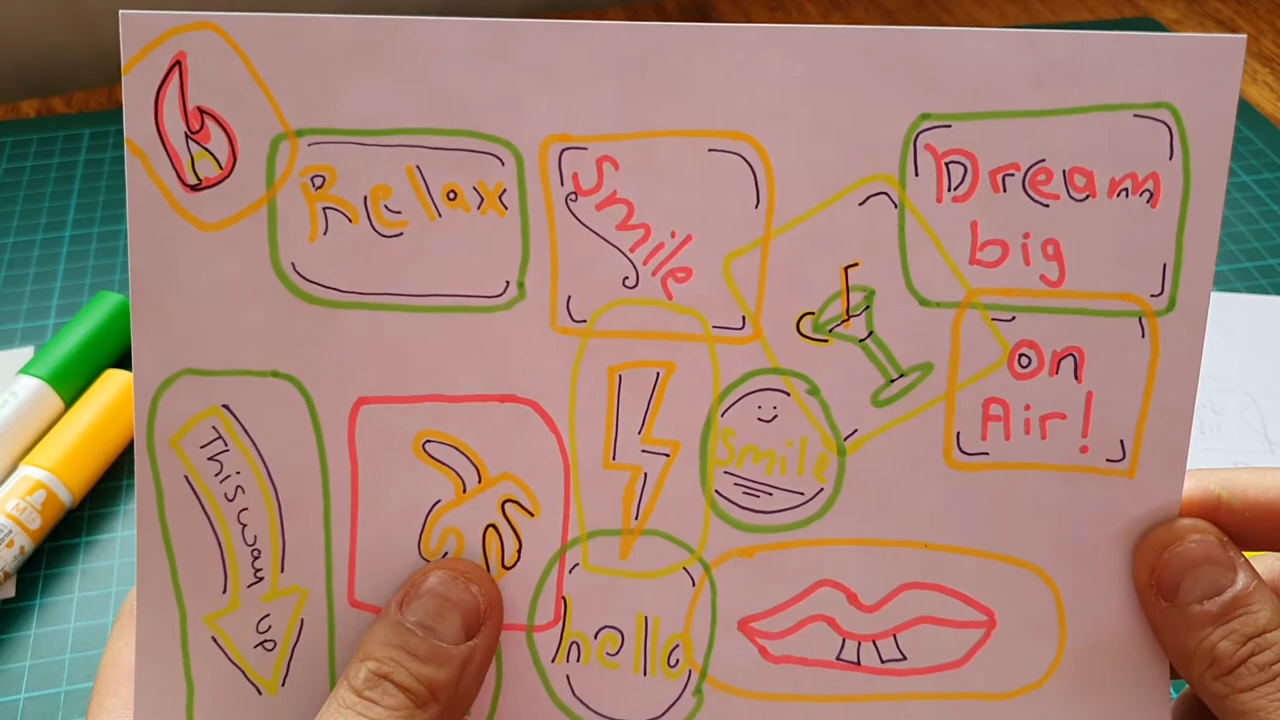 Relax
Smile
Dream
big
on
Air!
Smile
This way
up
hello